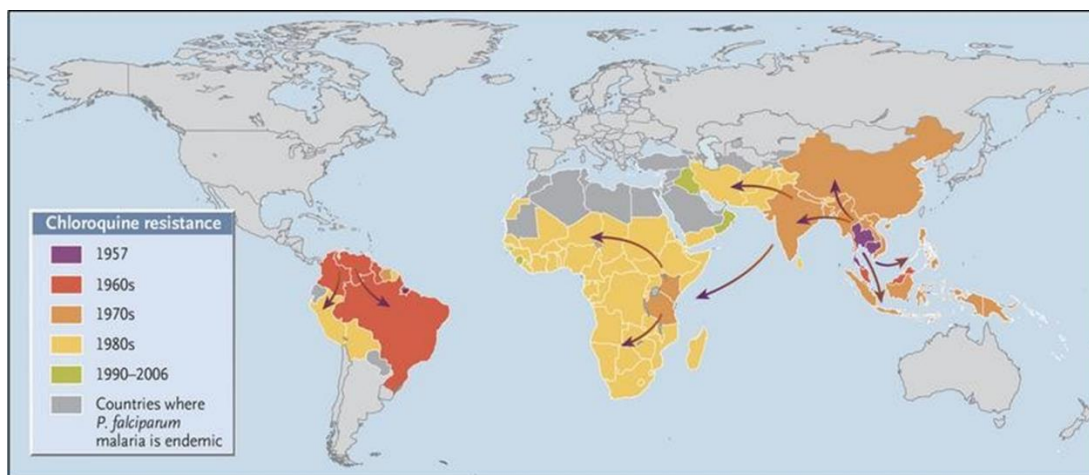 Chloroquine resistance
1957
1960s
1970s
1980s
1990–2006
Countries where
P. falciparum
malaria is endemic